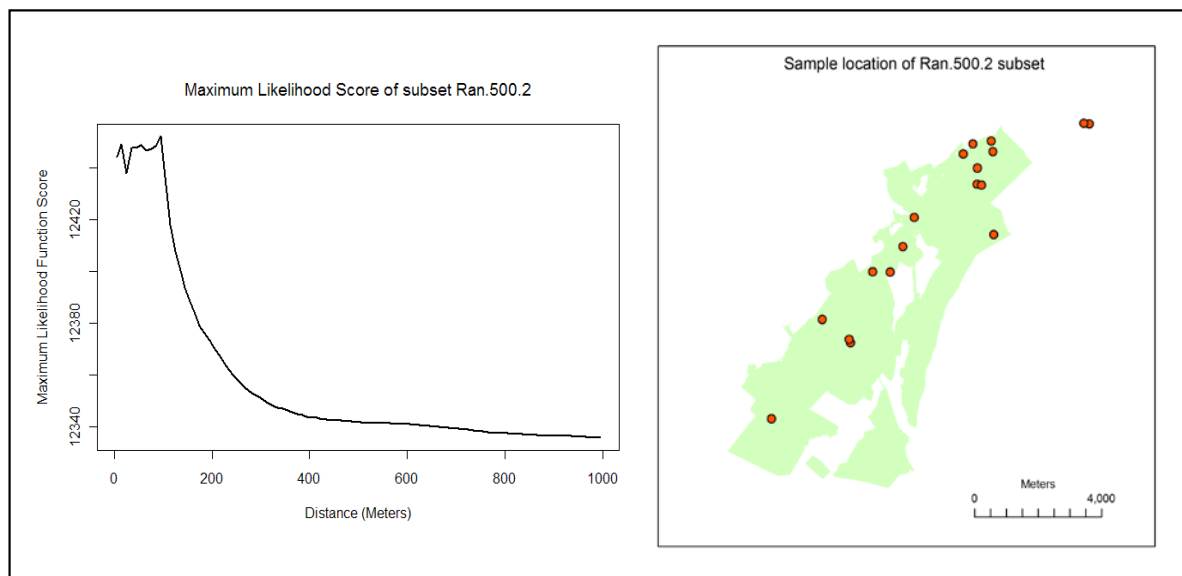 Maximum Likelihood Score of subset Ran.500.2
Maximum Likelihood Function Score
12420
12380
12340
0 200 400 600 800 1000
Distance (Meters)
Sample location of Ran.500.2 subset
Meters
0 4,000